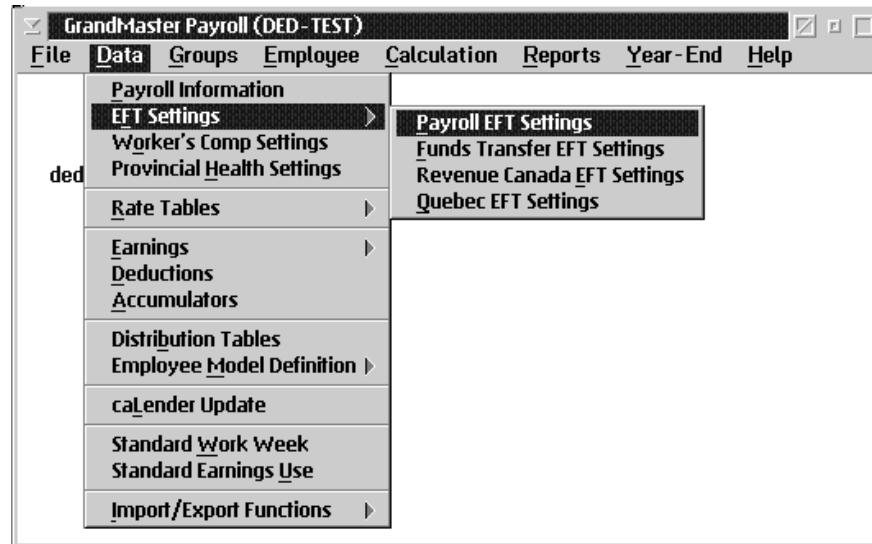 GrandMaster Payroll (DED-TEST)
File Data Groups Employee Calculation Reports Year-End Help
Payroll Information
EFT Settings
Worker's Comp Settings
Provincial Health Settings
Rate Tables
Earnings
Deductions
Accumulators
Distribution Tables
Employee Model Definition
caLender Update
Standard Work Week
Standard Earnings Use
Import/Export Functions
Payroll EFT Settings
Funds Transfer EFT Settings
Revenue Canada EFT Settings
Quebec EFT Settings
ded